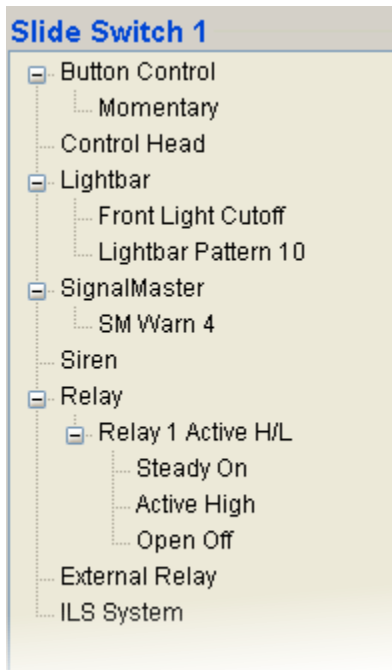 Slide Switch 1
Button Control
Momentary
Control Head
Lightbar
Front Light Cutoff
Lightbar Pattern 10
SignalMaster
SM Warn 4
Siren
Relay
Relay 1 Active H/L
Steady On
Active High
Open Off
External Relay
ILS System